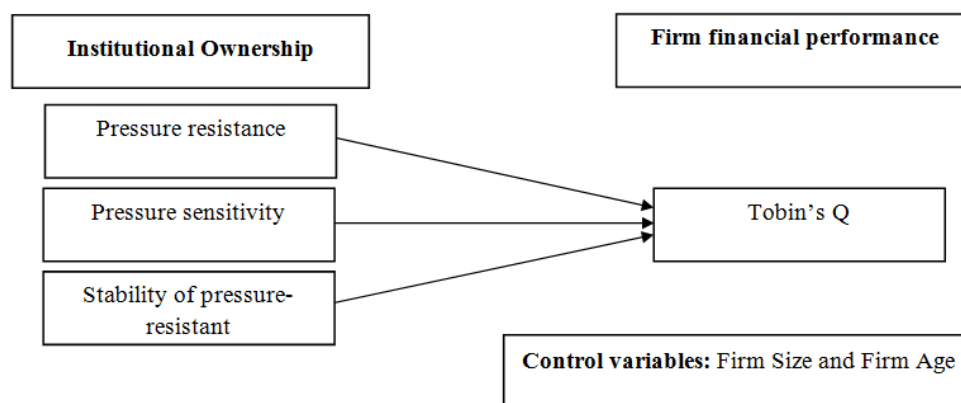 Institutional Ownership
Firm financial performance
Pressure resistance
Pressure sensitivity
Tobin’s Q
Stability of pressure-
resistant
Control variables: Firm Size and Firm Age